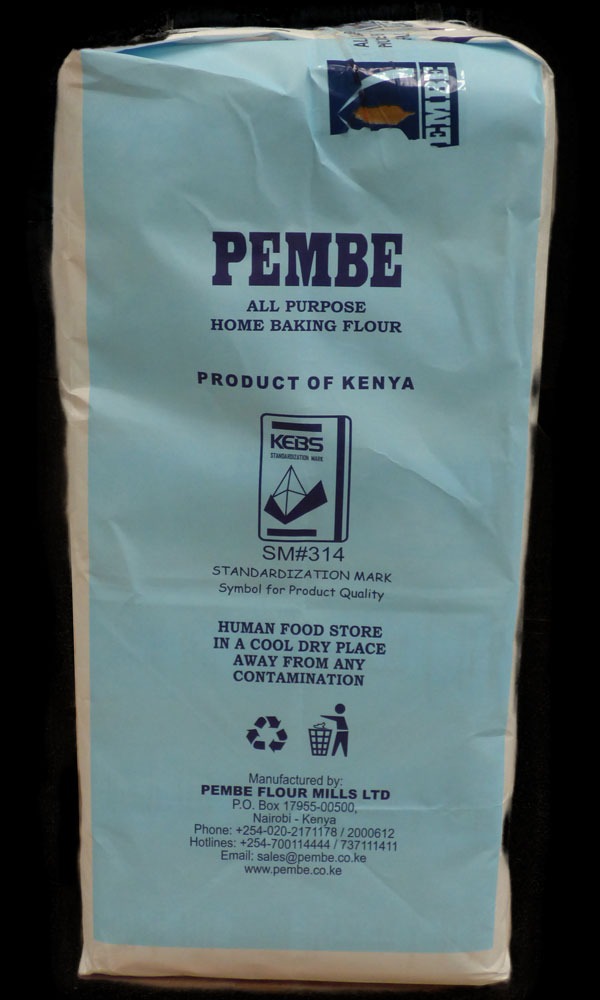 PEMBE
PEMBE
ALL PURPOSE
HOME BAKING FLOUR
PRODUCT OF KENYA
KEBS
STANDARDIZATION MARK
SM#314
STANDARDIZATION MARK
Symbol for Product Quality
HUMAN FOOD STORE
IN A COOL DRY PLACE
AWAY FROM ANY
CONTAMINATION
Manufactured by;
PEMBE FLOUR MILLS LTD
P.O. Box 17955-00500,
Nairobi - Kenya
Phone: +254-020-2171178 / 2000612
Hotlines: +254-700114444 / 737111411
Email: sales@pembe.co.ke
www.pembe.co.ke